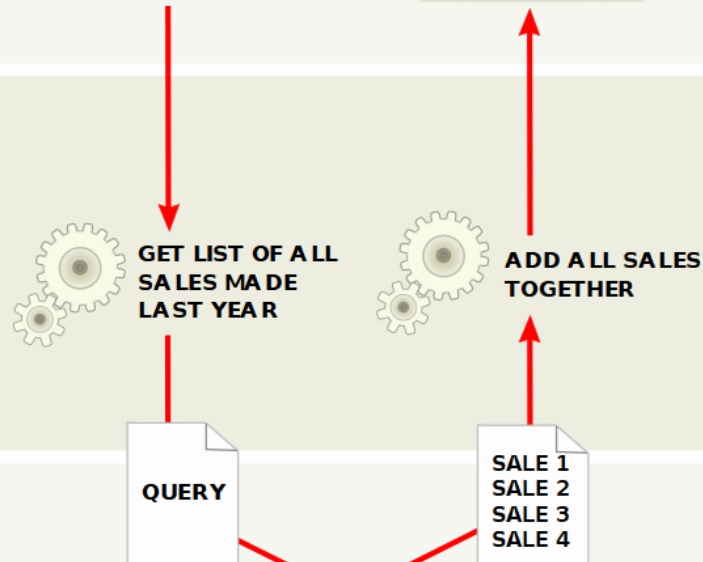 GET LIST OF ALL
SALES MADE
LAST YEAR
ADD ALL SALES
TOGETHER
QUERY
SALE 1
SALE 2
SALE 3
SALE 4